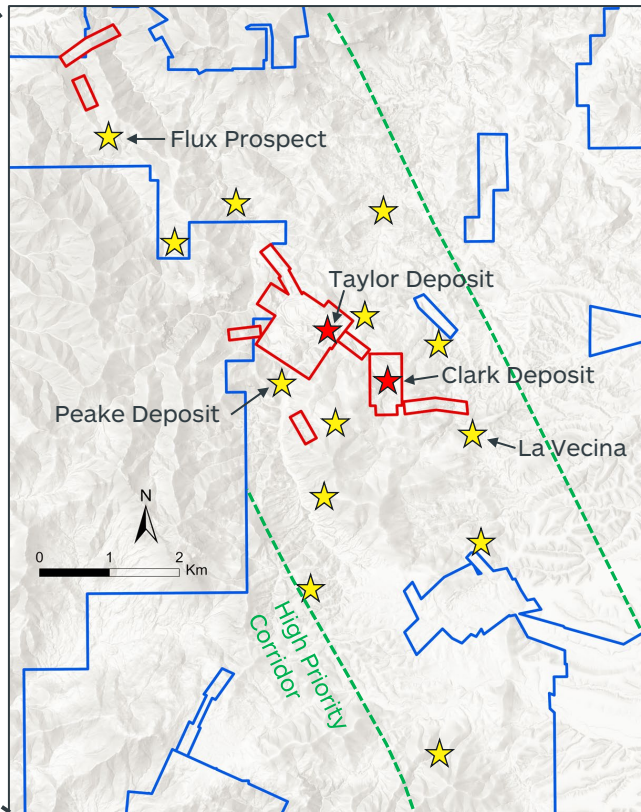 Flux Prospect
Taylor Deposit
Clark Deposit
Peake Deposit
La Vecina
N
0 1 2
Km
High Priority
Corridor